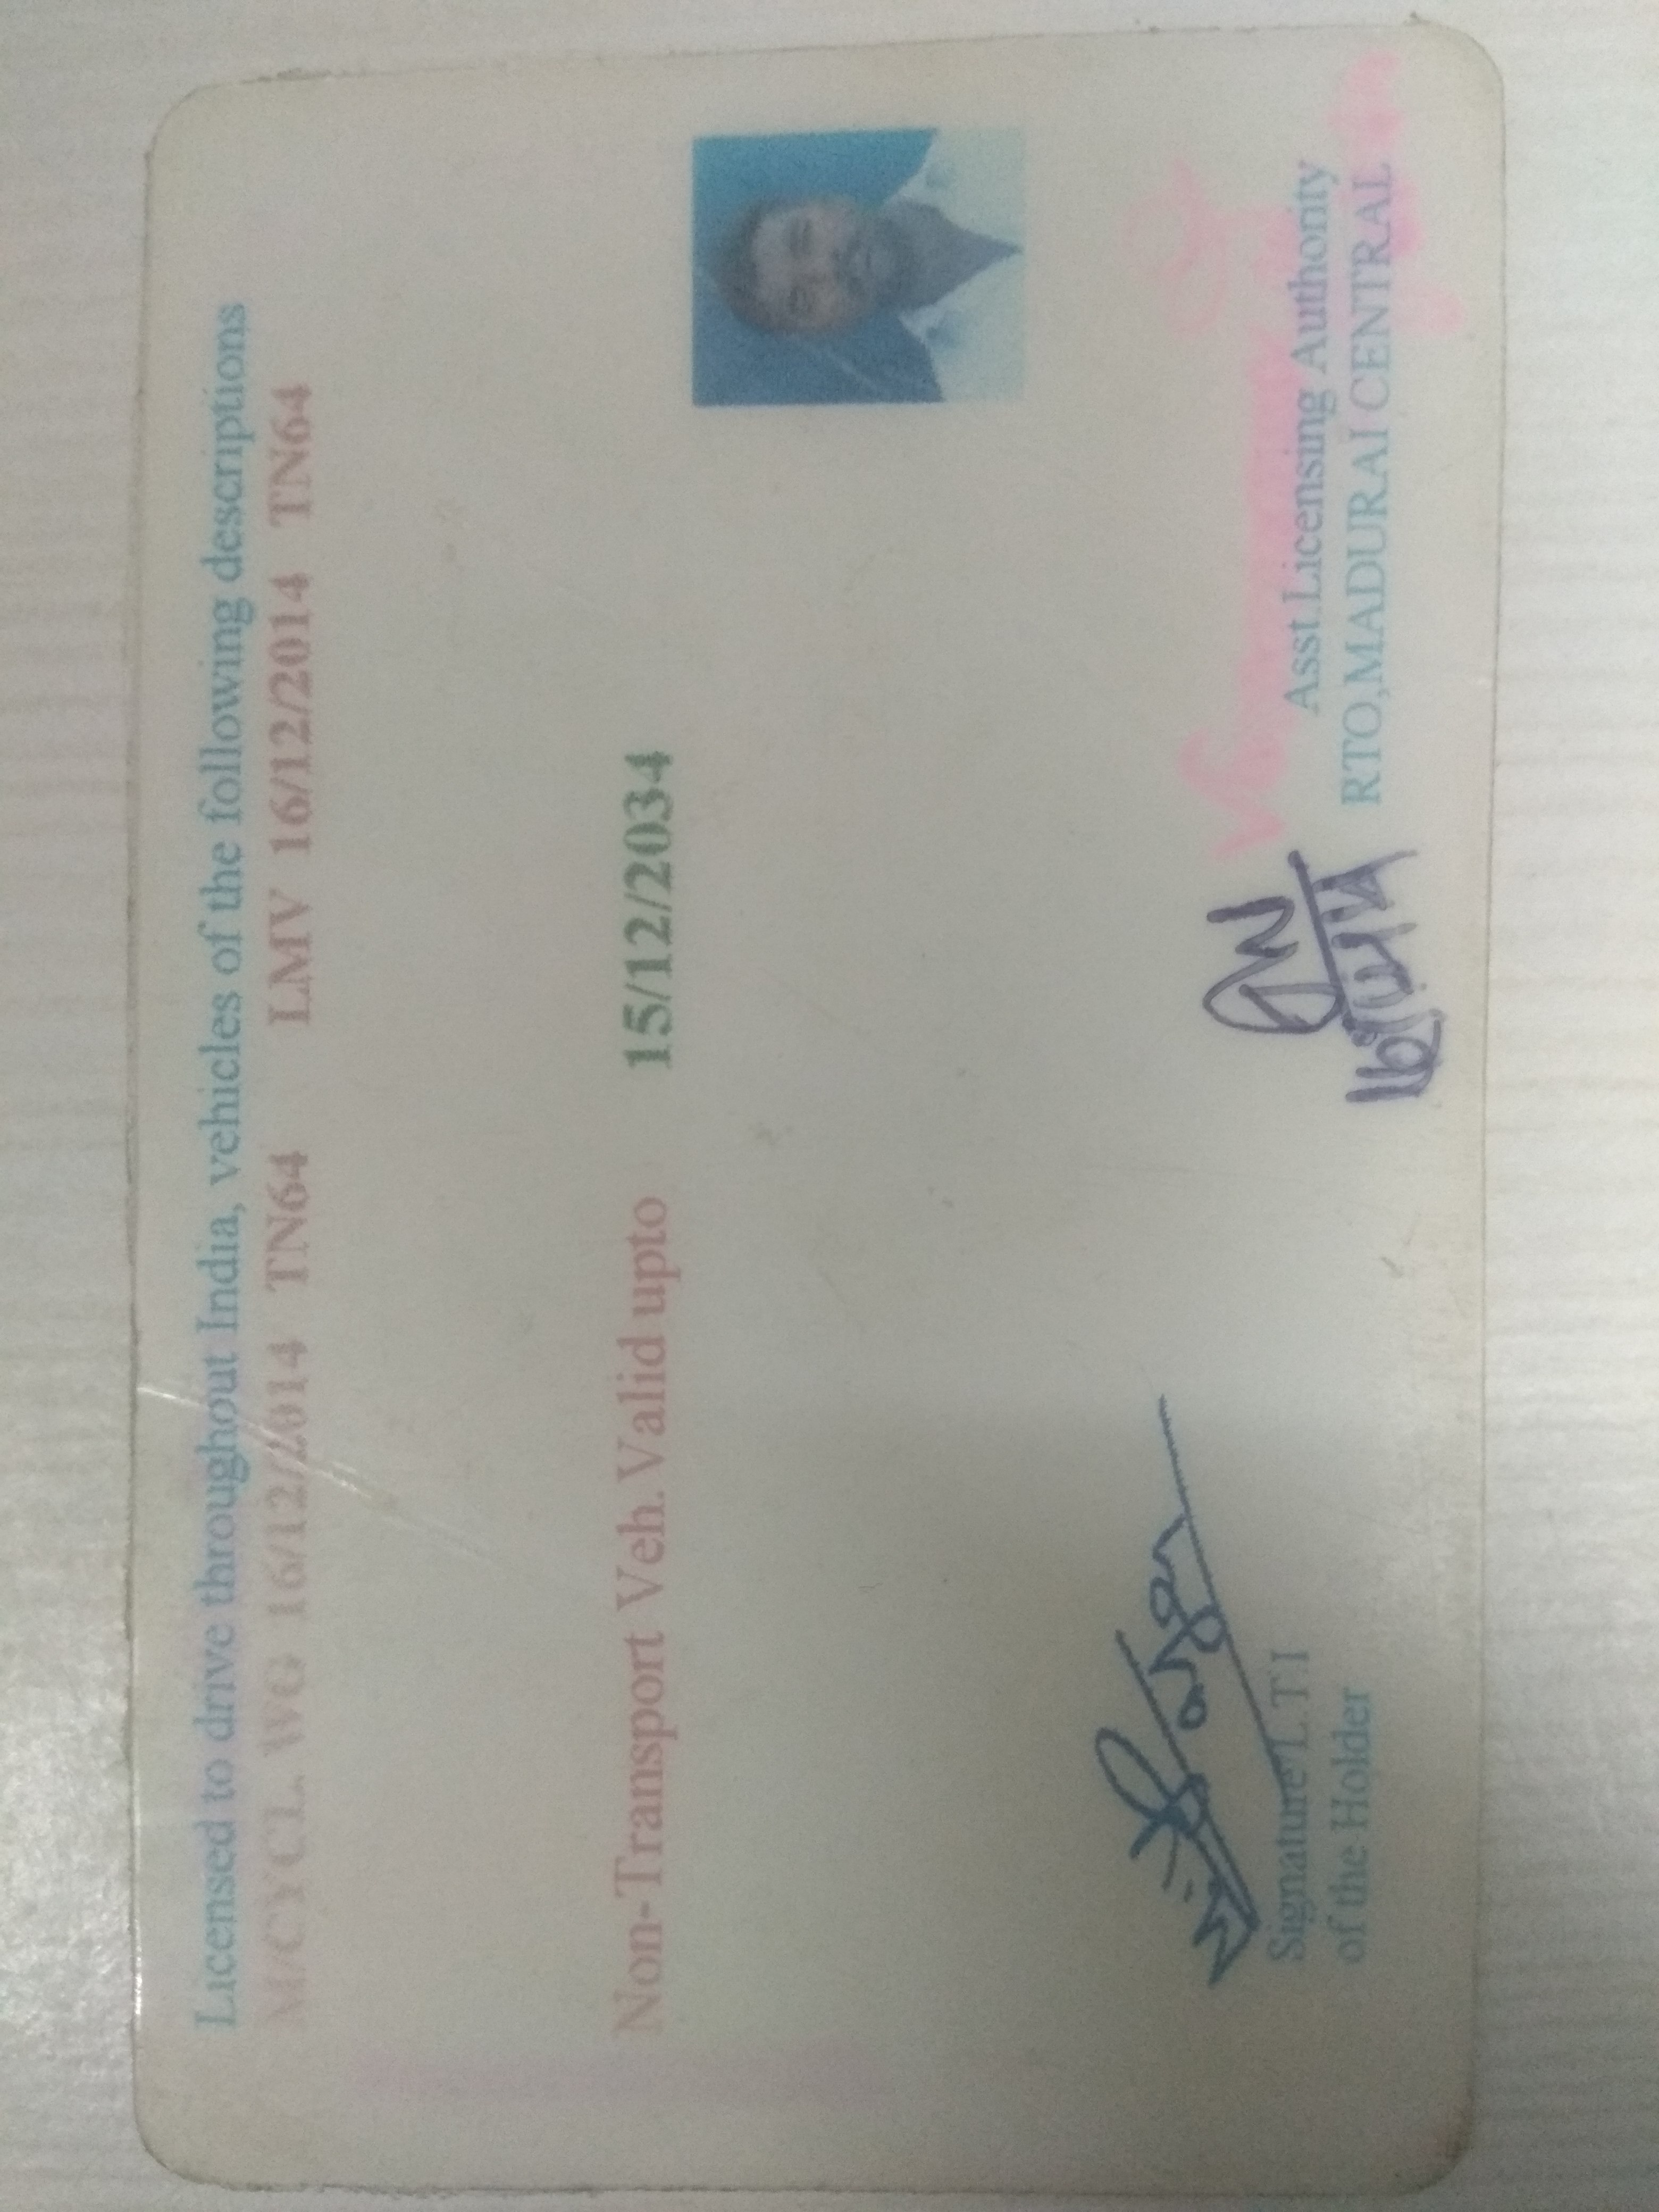 Licensed to drive throughout India, vehicles of the following descriptions
M/CYCL. WG 16/12/2014 TN64 LMV 16/12/2014 TN64
Non-Transport Veh. Valid upto 15/12/2034
Signature/L.T I
of the Holder
Asst.Licensing Authority
RTO,MADURAI CENTRAL